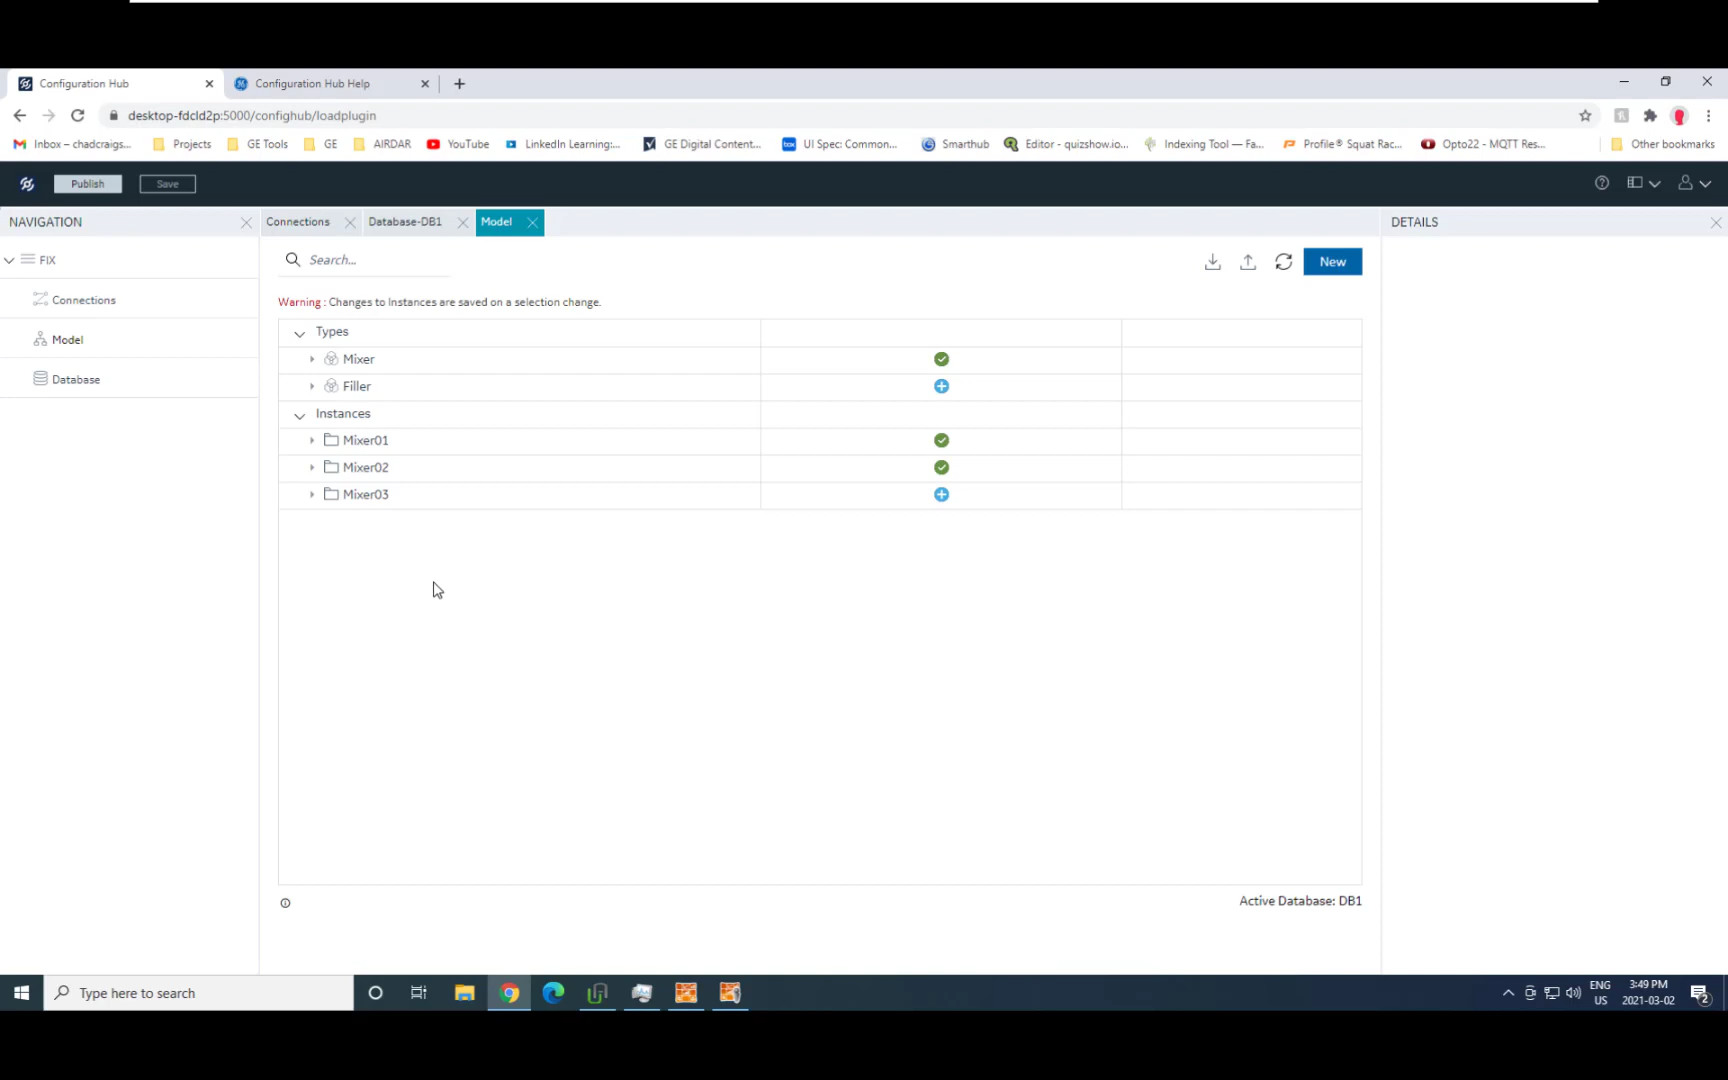 Configuration Hub
Configuration Hub Help
desktop-fdcld2p:5000/confighub/loadplugin
Inbox – chadcraigs...
Projects
GE Tools
GE
AIRDAR
YouTube
LinkedIn Learning:...
GE Digital Content...
UI Spec: Common...
Smarthub
Editor - quizshow.io...
Indexing Tool — Fa...
Profile® Squat Rac...
Opto22 - MQTT Res...
Other bookmarks
Publish
Save
NAVIGATION
Connections
Database-DB1
Model
DETAILS
FIX
Connections
Model
Database
Search...
New
Warning : Changes to Instances are saved on a selection change.
Types
Mixer
Filler
Instances
Mixer01
Mixer02
Mixer03
Active Database: DB1
Type here to search
ENG
US
3:49 PM
2021-03-02
2